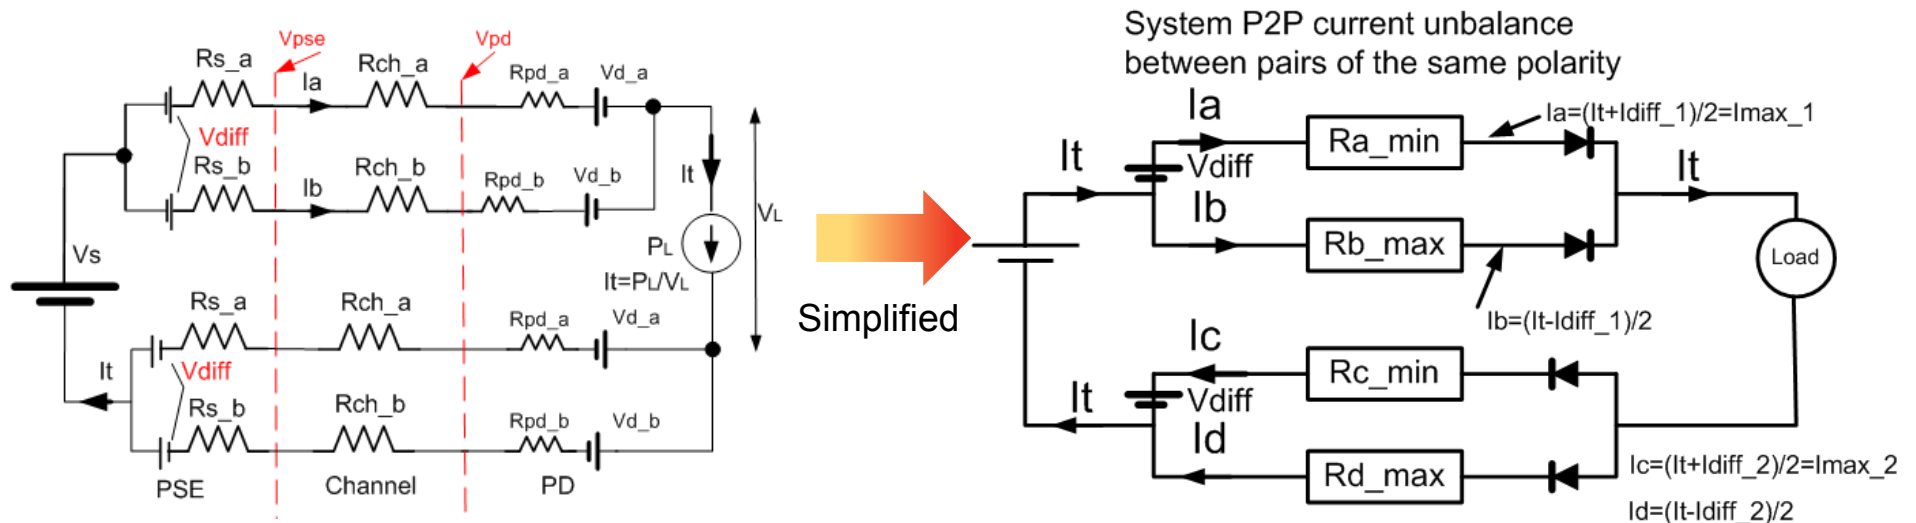 System P2P current unbalance
between pairs of the same polarity
Vpse
Vpd
Rs_a
Ia
Rch_a
Rpd_a
Vd_a
Vdiff
Rs_b
Ib
Rch_b
Rpd_b
Vd_b
It
VL
Vs
PL
It=PL/VL
Rs_a
Rch_a
Rpd_a
Vd_a
It
Vdiff
Rs_b
Rch_b
Rpd_b
Vd_b
PSE
Channel
PD
Simplified
Ia
Ia=(It+Idiff_1)/2=Imax_1
Ra_min
It
Vdiff
It
Ib
Rb_max
Load
Ib=(It-Idiff_1)/2
Ic
Rc_min
It
Vdiff
Id
Rd_max
Ic=(It+Idiff_2)/2=Imax_2
Id=(It-Idiff_2)/2